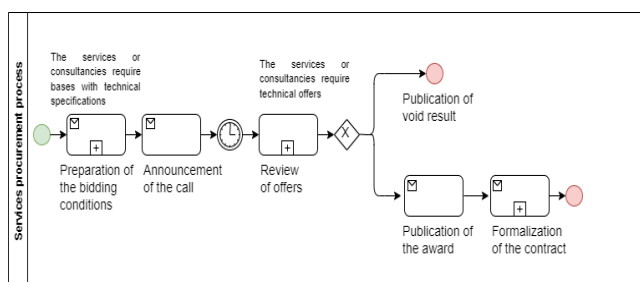 Services procurement process
The services or
consultancies require
bases with technical
specifications
The services or
consultancies require
technical offers
Preparation of
the bidding
conditions
Announcement
of the call
Review
of offers
X
Publication of
void result
Publication of
the award
Formalization
of the contract